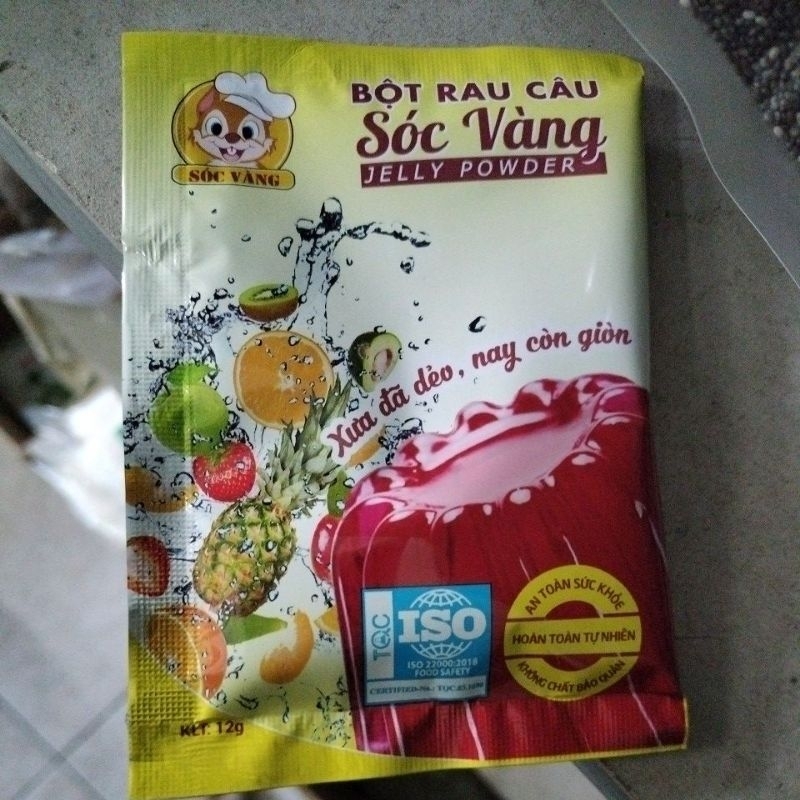 SÓC VÀNG
BỘT RAU CÂU
Sóc Vàng
JELLY POWDER
Xưa đã dẻo, nay còn giòn
TQC
ISO
ISO 22000:2018
FOOD SAFETY
AN TOÀN SỨC KHỎE
HOÀN TOÀN TỰ NHIÊN
KHÔNG CHẤT BẢO QUẢN
KLT: 12g